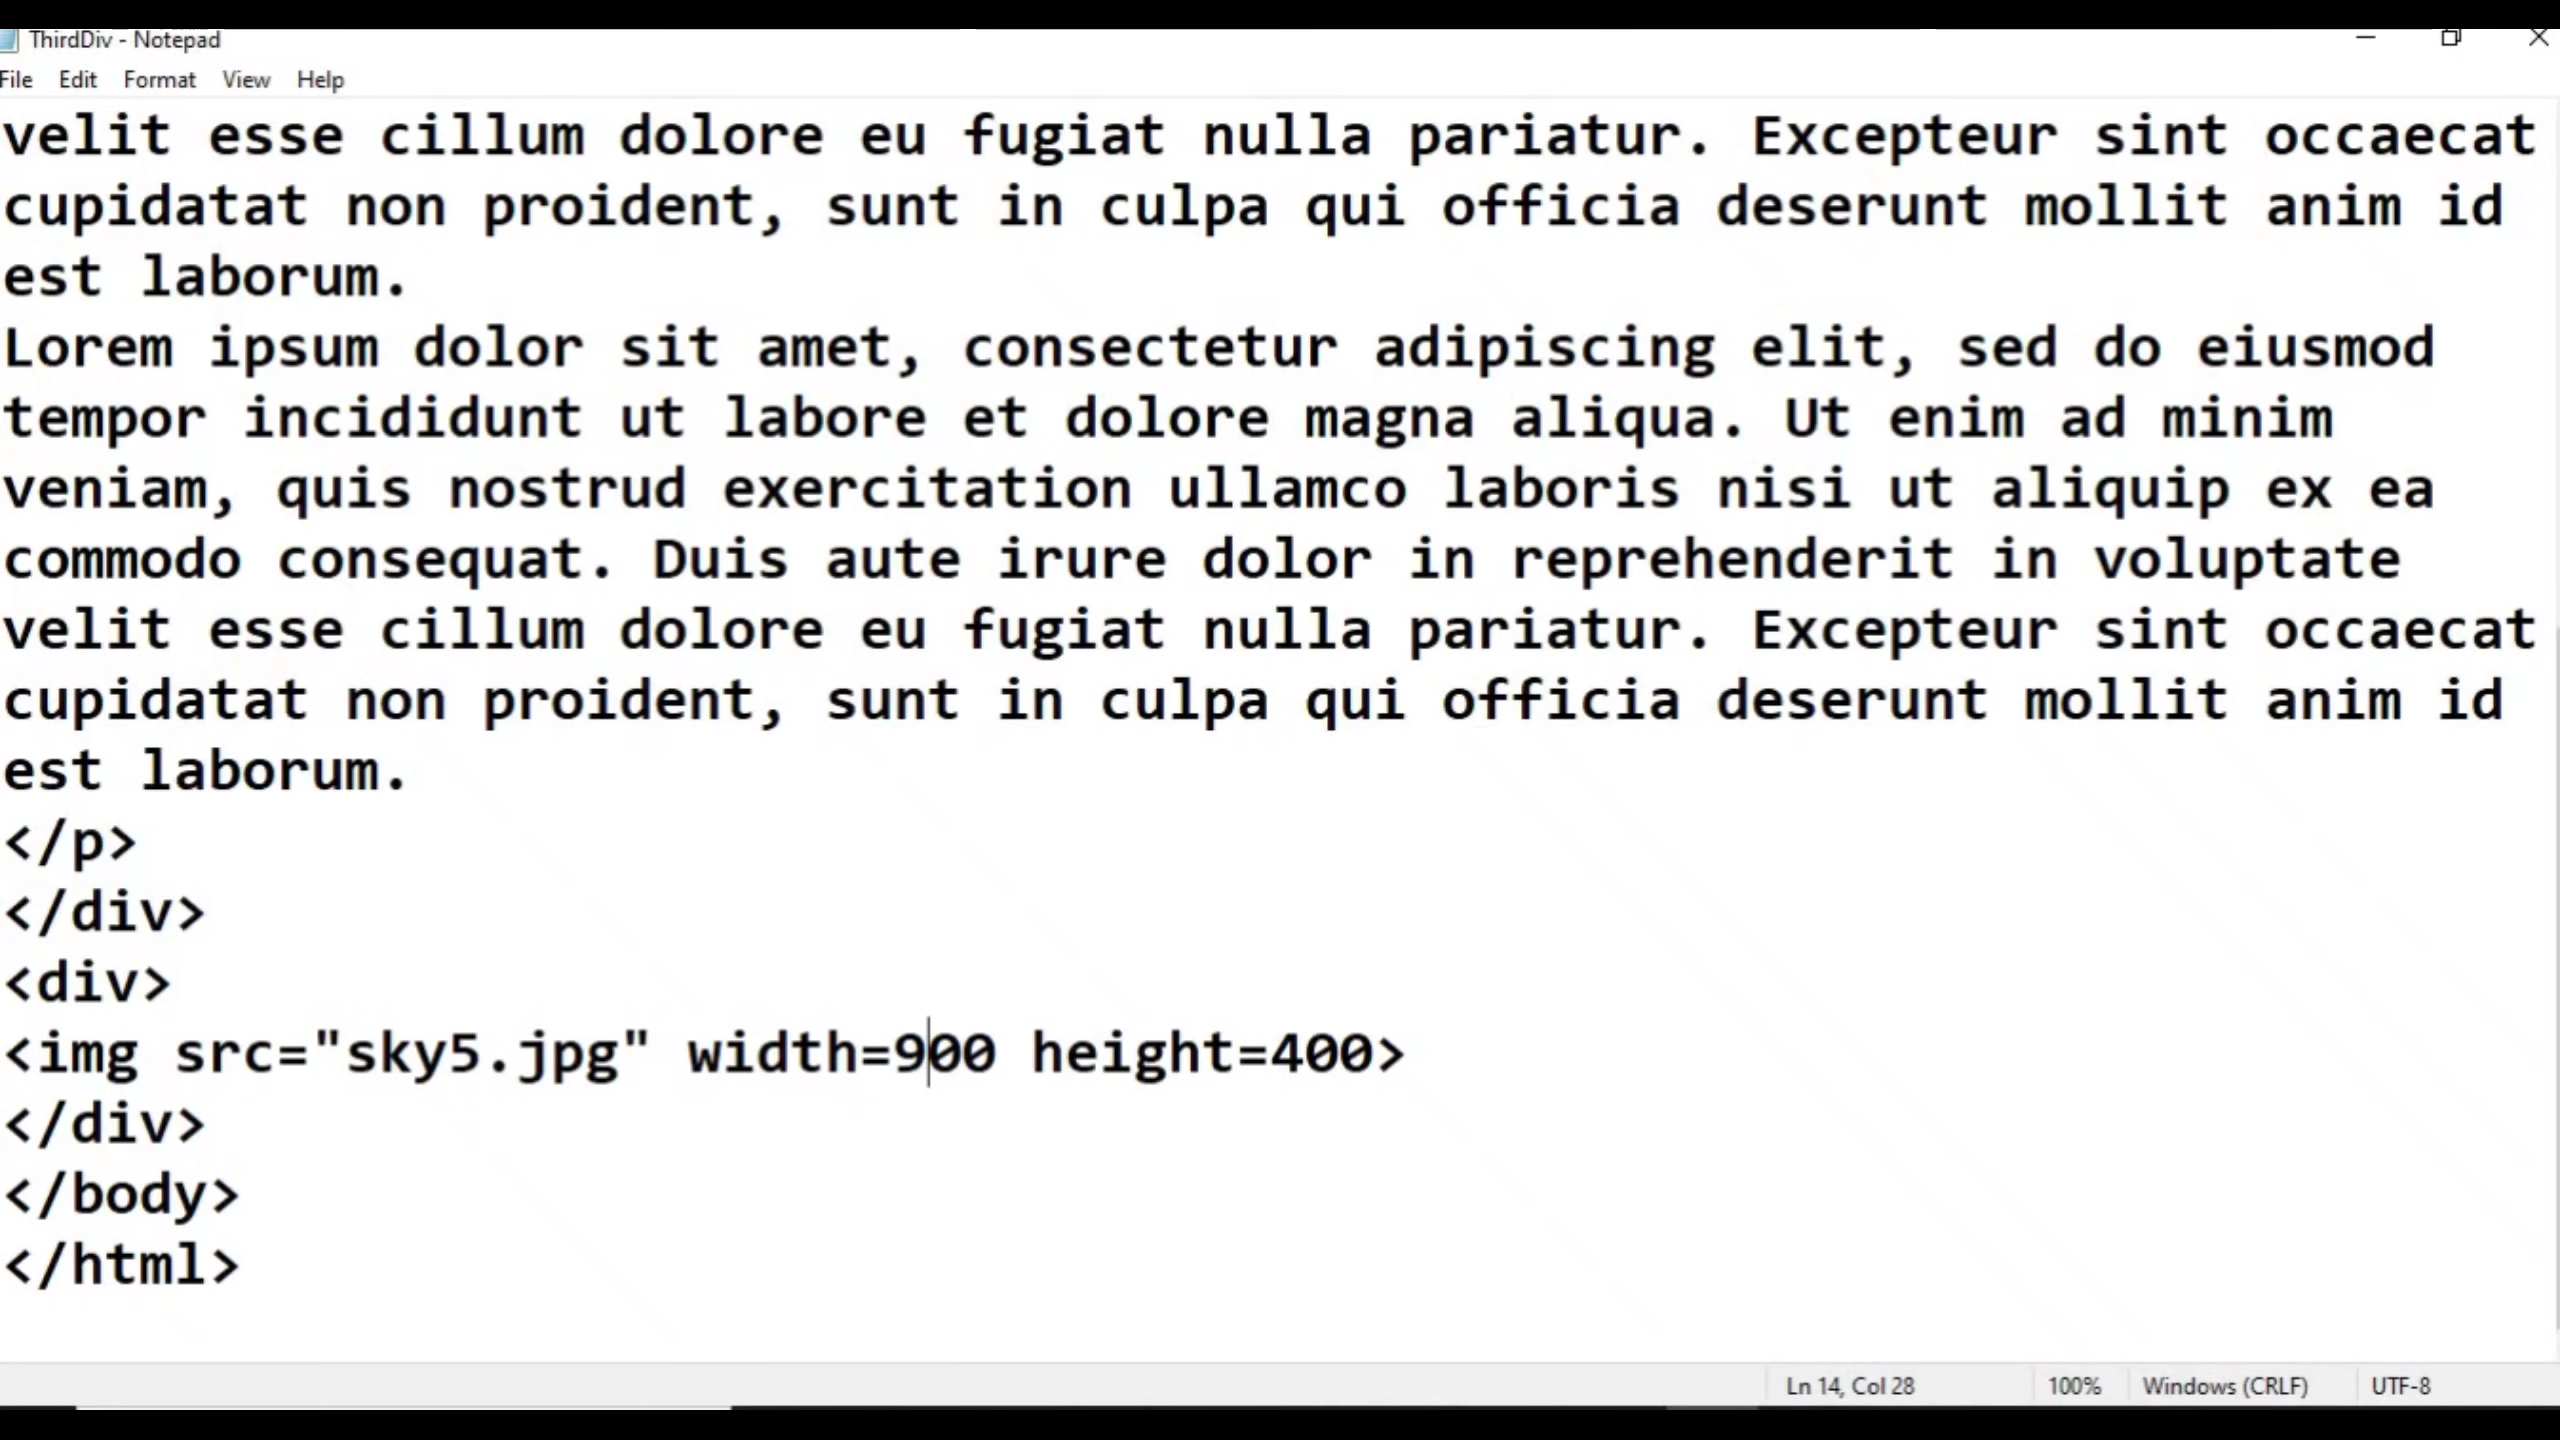 ThirdDiv - Notepad
File Edit Format View Help
velit esse cillum dolore eu fugiat nulla pariatur. Excepteur sint occaecat
cupidatat non proident, sunt in culpa qui officia deserunt mollit anim id
est laborum.
Lorem ipsum dolor sit amet, consectetur adipiscing elit, sed do eiusmod
tempor incididunt ut labore et dolore magna aliqua. Ut enim ad minim
veniam, quis nostrud exercitation ullamco laboris nisi ut aliquip ex ea
commodo consequat. Duis aute irure dolor in reprehenderit in voluptate
velit esse cillum dolore eu fugiat nulla pariatur. Excepteur sint occaecat
cupidatat non proident, sunt in culpa qui officia deserunt mollit anim id
est laborum.
</p>
</div>
<div>
<img src="sky5.jpg" width=900 height=400>
</div>
</body>
</html>
Ln 14, Col 28 100% Windows (CRLF) UTF-8